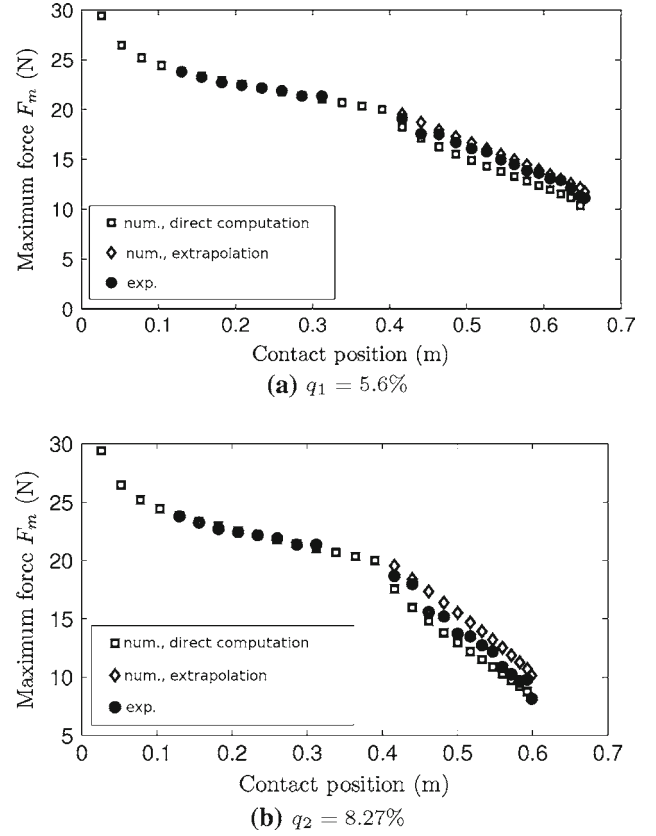 30
25
20
15
10
5
0
Maximum force F_m (N)
num., direct computation
num., extrapolation
exp.
0 0.1 0.2 0.3 0.4 0.5 0.6 0.7
Contact position (m)
(a) q_1 = 5.6%
30
25
20
15
10
5
Maximum force F_m (N)
num., direct computation
num., extrapolation
exp.
0 0.1 0.2 0.3 0.4 0.5 0.6 0.7
Contact position (m)
(b) q_2 = 8.27%